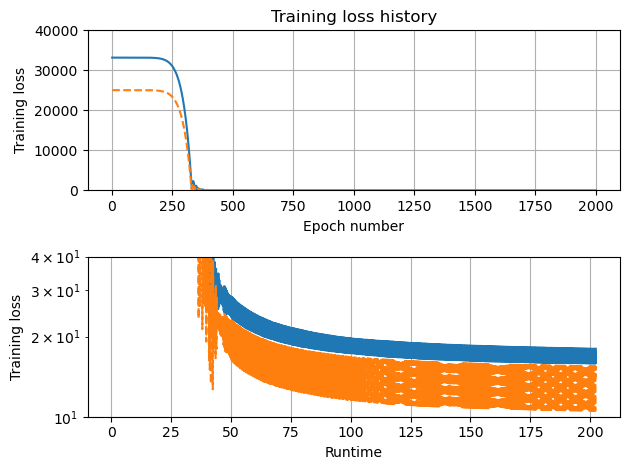 Training loss history
40000
30000
20000
10000
0
Training loss
0 250 500 750 1000 1250 1500 1750 2000
Epoch number
4 × 10¹
3 × 10¹
2 × 10¹
10¹
Training loss
0 25 50 75 100 125 150 175 200
Runtime